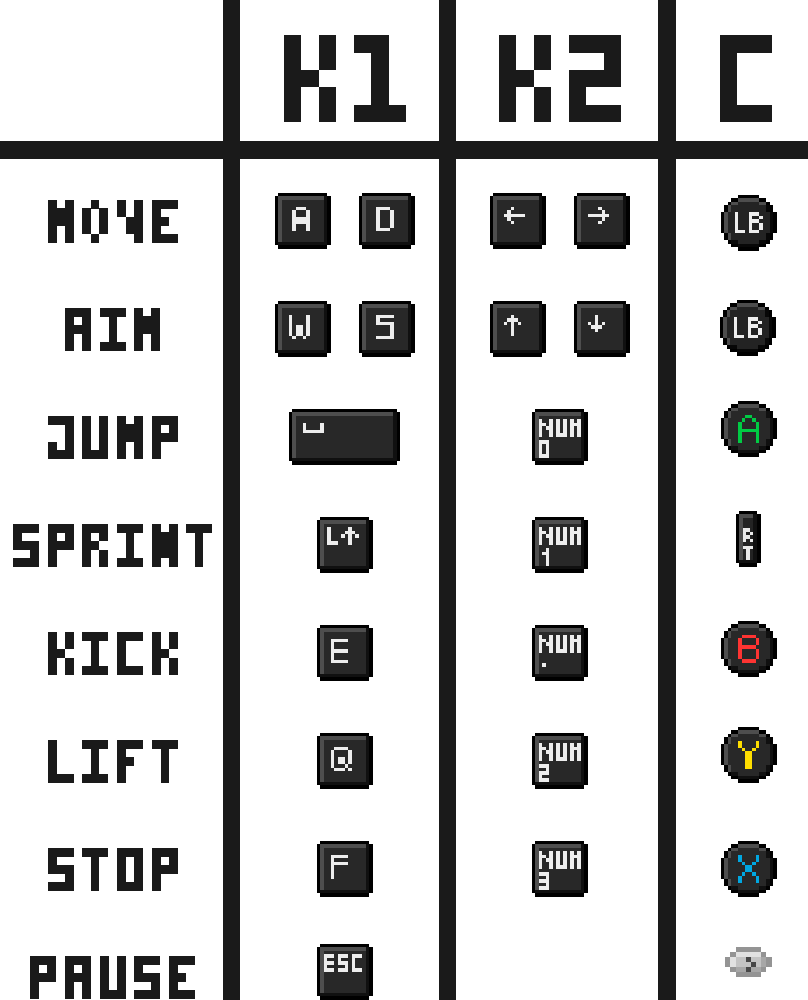 K1 K2 C
MOVE A D ← → LB
AIM W S ↑ ↓ LB
JUMP ⎵ NUM 0 A
SPRINT L↑ NUM 1 RT
KICK E NUM . B
LIFT Q NUM 2 Y
STOP F NUM 3 X
PAUSE ESC